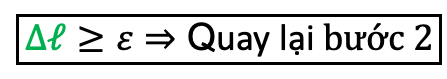 Δℓ ≥ ε ⇒ Quay lại bước 2